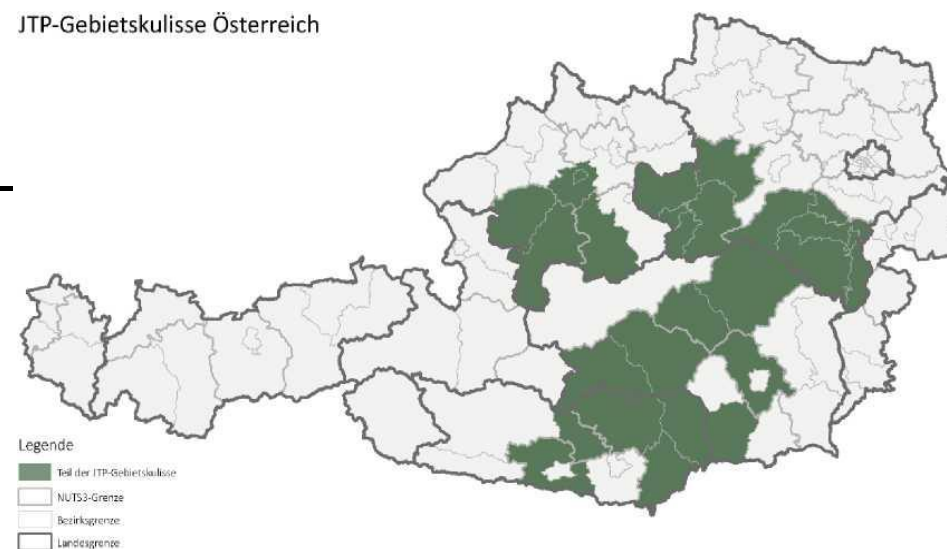 JTP-Gebietskulisse Österreich
Legende
Teil der JTP-Gebietskulisse
NUTS3-Grenze
Bezirksgrenze
Landesgrenze